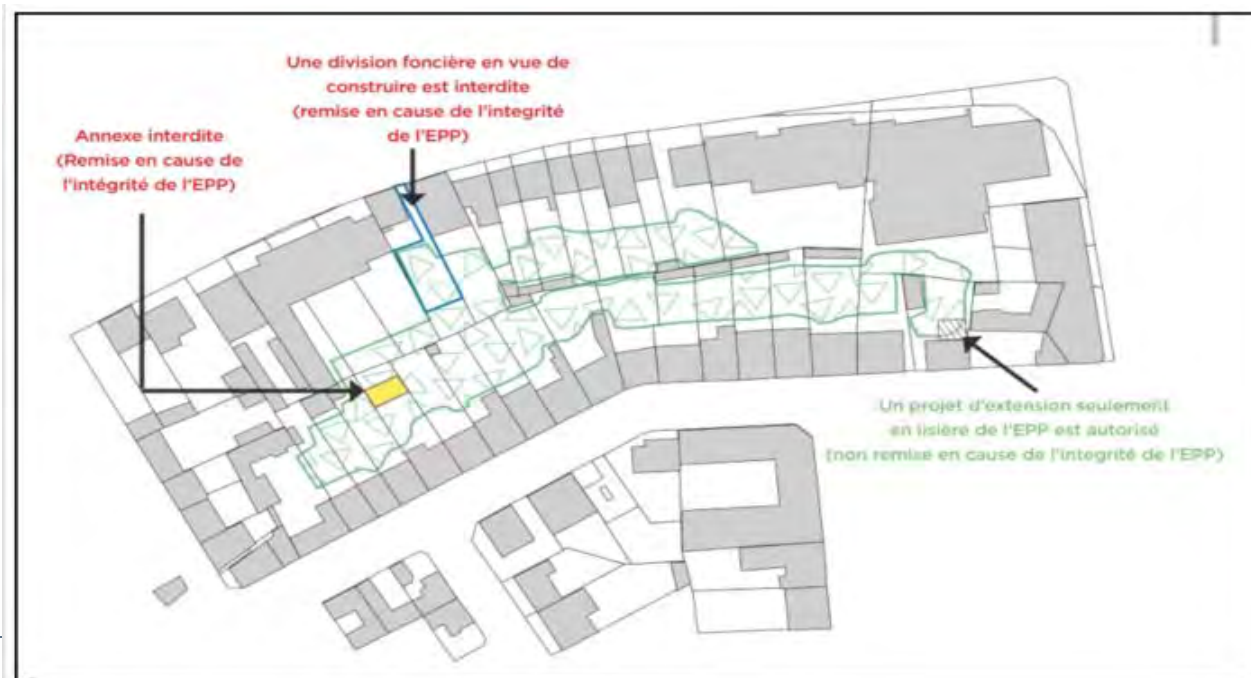 Une division foncière en vue de
construire est interdite
(remise en cause de l'integrité
de l'EPP)
Annexe interdite
(Remise en cause de
l'intégrité de l'EPP)
Un projet d'extension seulement
en lisière de l'EPP est autorisé
(non remise en cause de l'integrité de l'EPP)